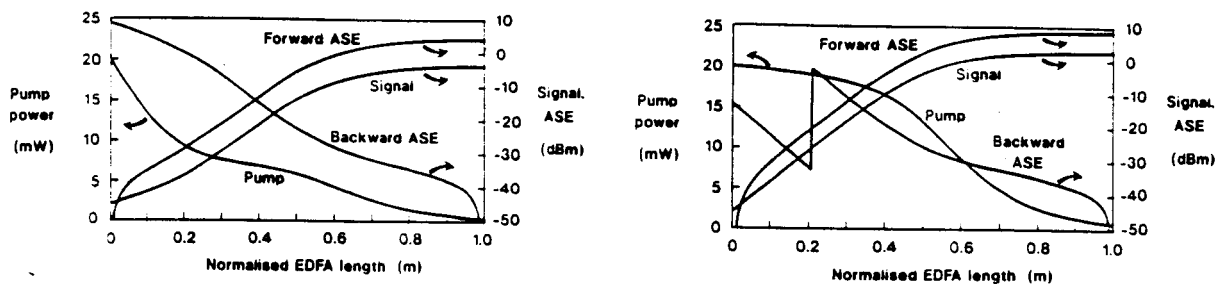 25
20
15
10
5
0
Pump
power
(mW)
Forward ASE
Signal
Backward ASE
Pump
10
0
-10
-20
-30
-40
-50
Signal.
ASE
(dBm)
0
0.2
0.4
0.6
0.8
1.0
Normalised EDFA length (m)
25
20
15
10
5
0
Pump
power
(mW)
Forward ASE
Signal
Pump
Backward
ASE
10
0
-10
-20
-30
-40
-50
Signal.
ASE
(dBm)
0
0.2
0.4
0.6
0.8
1.0
Normalised EDFA length (m)